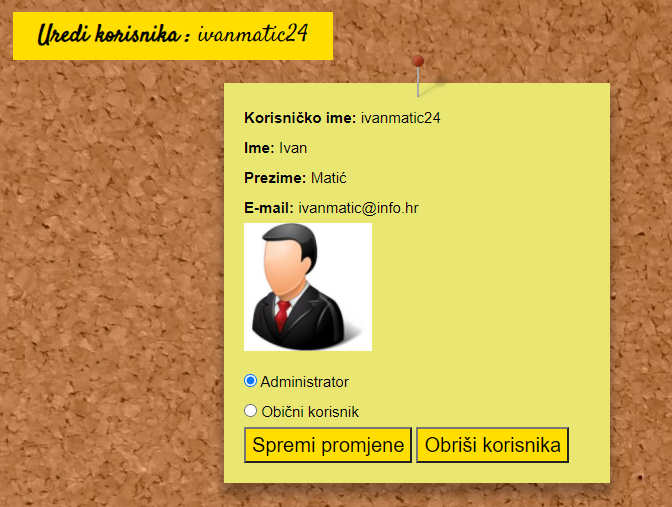 Uredi korisnika : ivanmatic24
Korisničko ime: ivanmatic24
Ime: Ivan
Prezime: Matić
E-mail: ivanmatic@info.hr
Administrator
Obični korisnik
Spremi promjene Obriši korisnika